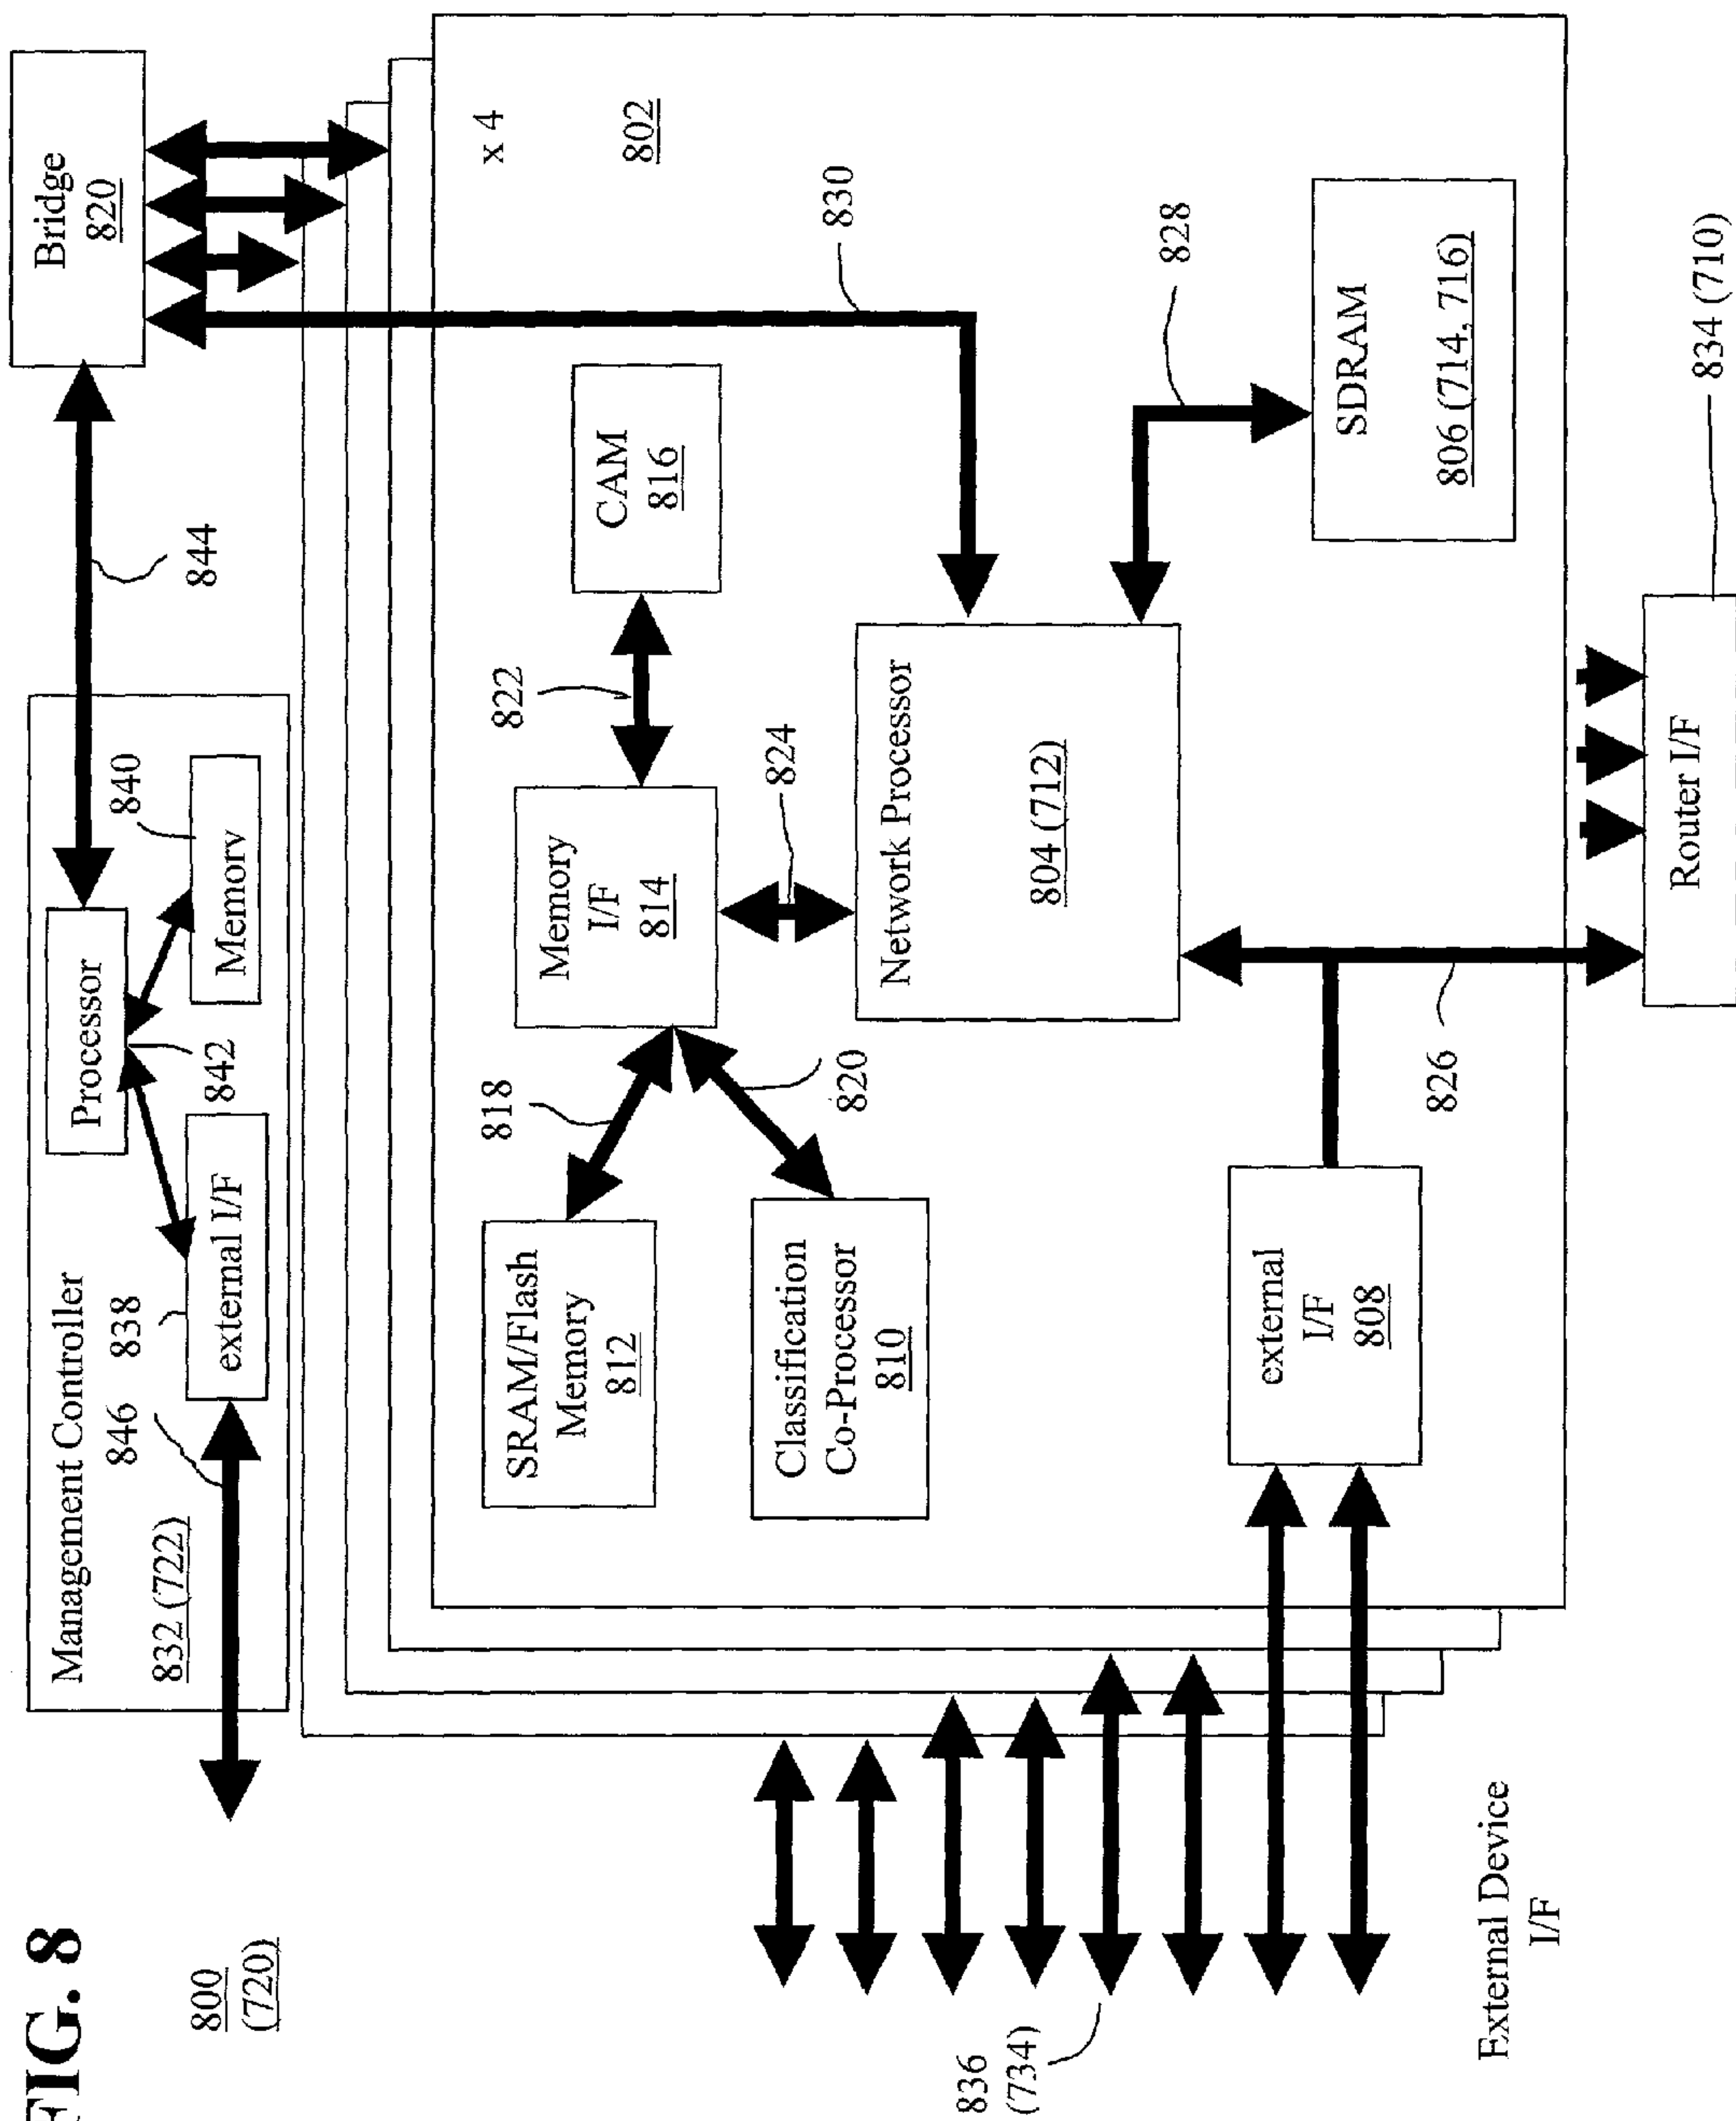 FIG. 8
800
(720)
Management Controller
832 (722)
846
838
external I/F
842
Processor
840
Memory
844
Bridge
820
x 4
802
SRAM/Flash
Memory
812
818
Classification
Co-Processor
810
820
Memory
I/F
814
822
CAM
816
824
830
Network Processor
804 (712)
828
SDRAM
806 (714, 716)
external
I/F
808
826
Router I/F
834 (710)
836
(734)
External Device
I/F